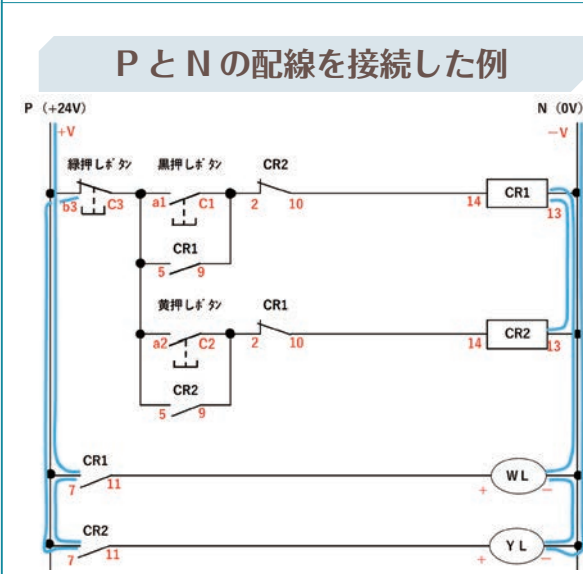 PとNの配線を接続した例
P (+24V)
N (0V)
+V
−V
緑押しボタン
黒押しボタン
CR2
b3
C3
a1
C1
2
10
14
CR1
13
CR1
5
9
黄押しボタン
CR1
a2
C2
2
10
14
CR2
13
CR2
5
9
CR1
7
11
+
WL
−
CR2
7
11
+
YL
−